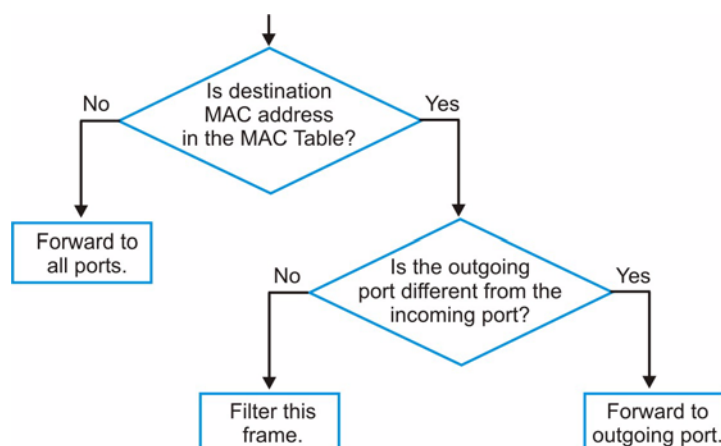 Is destination
No
MAC address
Yes
in the MAC Table?
Forward to
all ports.
Is the outgoing
No
port different from the
Yes
incoming port?
Filter this
frame.
Forward to
outgoing port.